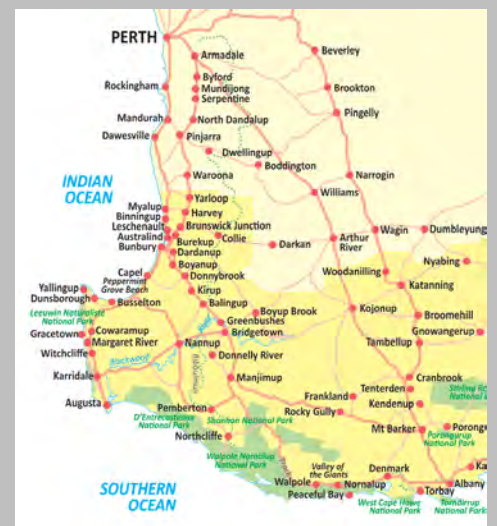 PERTH
Armadale
Beverley
Byford
Mundijong
Serpentine
Rockingham
Brookton
Mandurah
North Dandalup
Pingelly
Dawesville
Pinjarra
Dwellingup
Boddington
Waroona
Narrogin
INDIAN
OCEAN
Williams
Yarloop
Myalup
Harvey
Binningup
Leschenault
Brunswick Junction
Australind
Burekup
Collie
Bunbury
Dardanup
Darkan
Arthur
River
Wagin
Dumbleyung
Boyanup
Nyabing
Capel
Peppermint
Grove Beach
Donnybrook
Woodanilling
Katanning
Yallingup
Dunsborough
Busselton
Kirup
Balingup
Leeuwin Naturaliste
National Park
Boyup Brook
Kojonup
Broomehill
Greenbushes
Bridgetown
Gnowangerup
Gracetown
Cowaramup
Margaret River
Nannup
Tambellup
Witchcliffe
Donnelly River
Blackwood
River
Karridale
Manjimup
Cranbrook
Tenterden
Frankland
Kendenup
Augusta
Pemberton
Rocky Gully
D'Entrecasteaux
National Park
Shannon National Park
Mt Barker
Northcliffe
Porongurup
National Park
Walpole Nornalup
National Park
Valley of
the Giants
Denmark
Walpole
Nornalup
Albany
Peaceful Bay
Torbay
West Cape Howe
National Park
Torndirrup
National Park
SOUTHERN
OCEAN